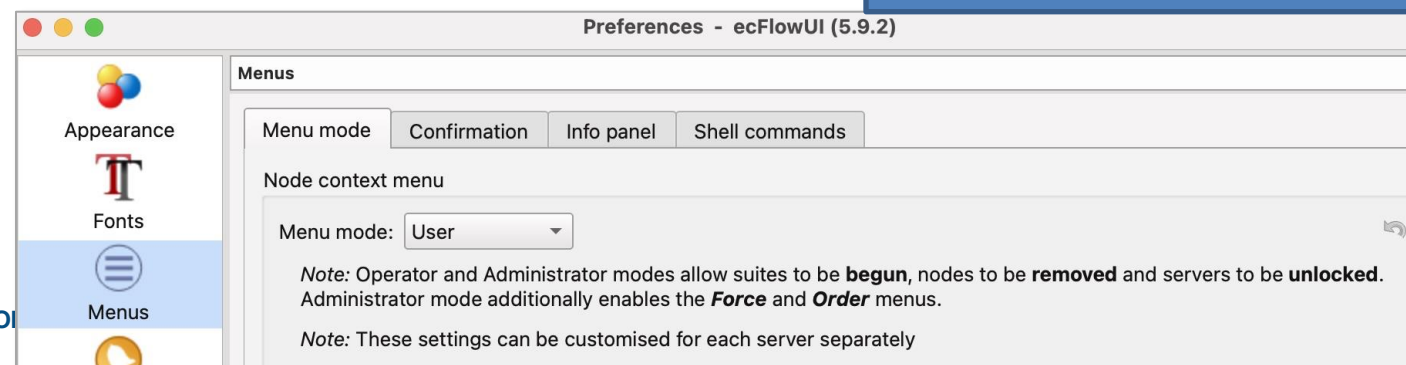 Preferences - ecFlowUI (5.9.2)
Menus
Appearance
Menu mode Confirmation Info panel Shell commands
Node context menu
Fonts
Menu mode: User
Note: Operator and Administrator modes allow suites to be begun, nodes to be removed and servers to be unlocked.
Administrator mode additionally enables the Force and Order menus.
Menus
Note: These settings can be customised for each server separately